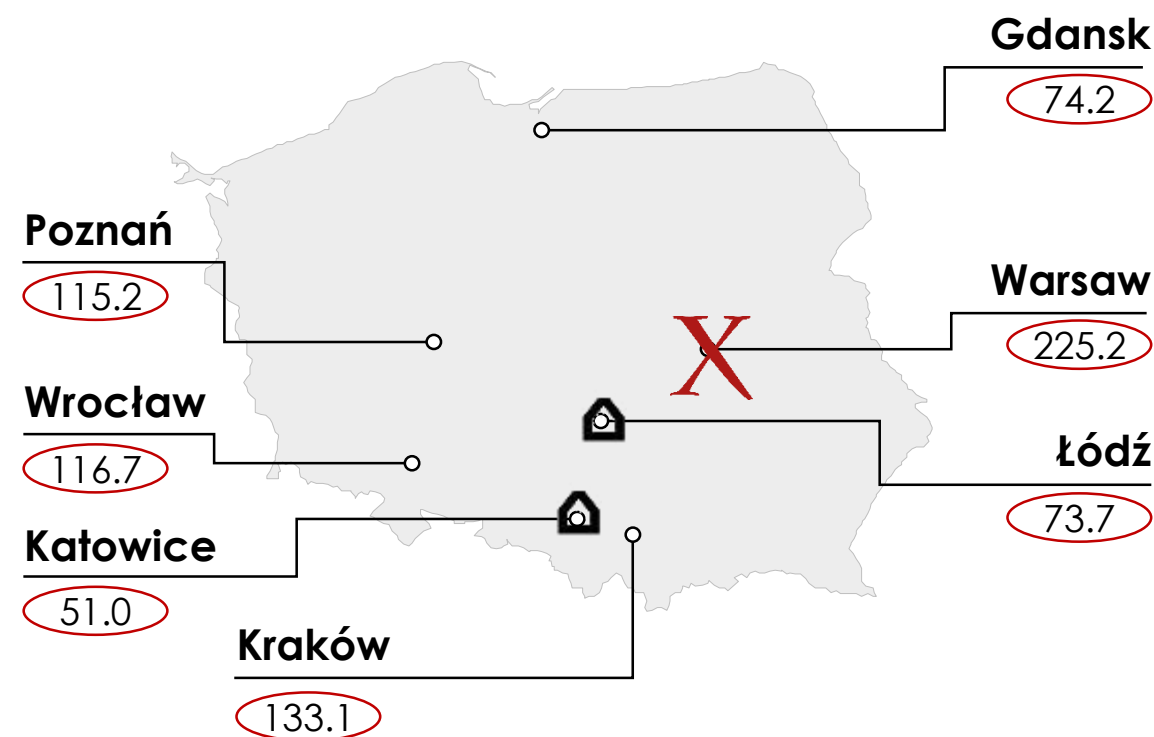 Gdansk
74.2
Poznań
115.2
Warsaw
225.2
X
Wrocław
116.7
Łódź
73.7
Katowice
51.0
Kraków
133.1